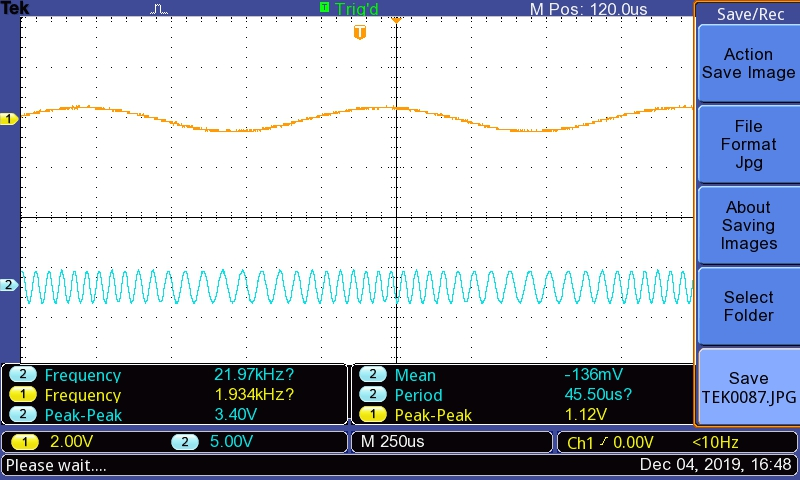 Tek
T Trig'd
M Pos: 120.0us
Save/Rec
T
Action
Save Image
1
File
Format
Jpg
About
Saving
Images
2
Select
Folder
Save
TEK0087.JPG
2 Frequency 21.97kHz?
1 Frequency 1.934kHz?
2 Peak-Peak 3.40V
2 Mean -136mV
2 Period 45.50us?
1 Peak-Peak 1.12V
1 2.00V 2 5.00V
M 250us
Ch1 / 0.00V <10Hz
Please wait....
Dec 04, 2019, 16:48